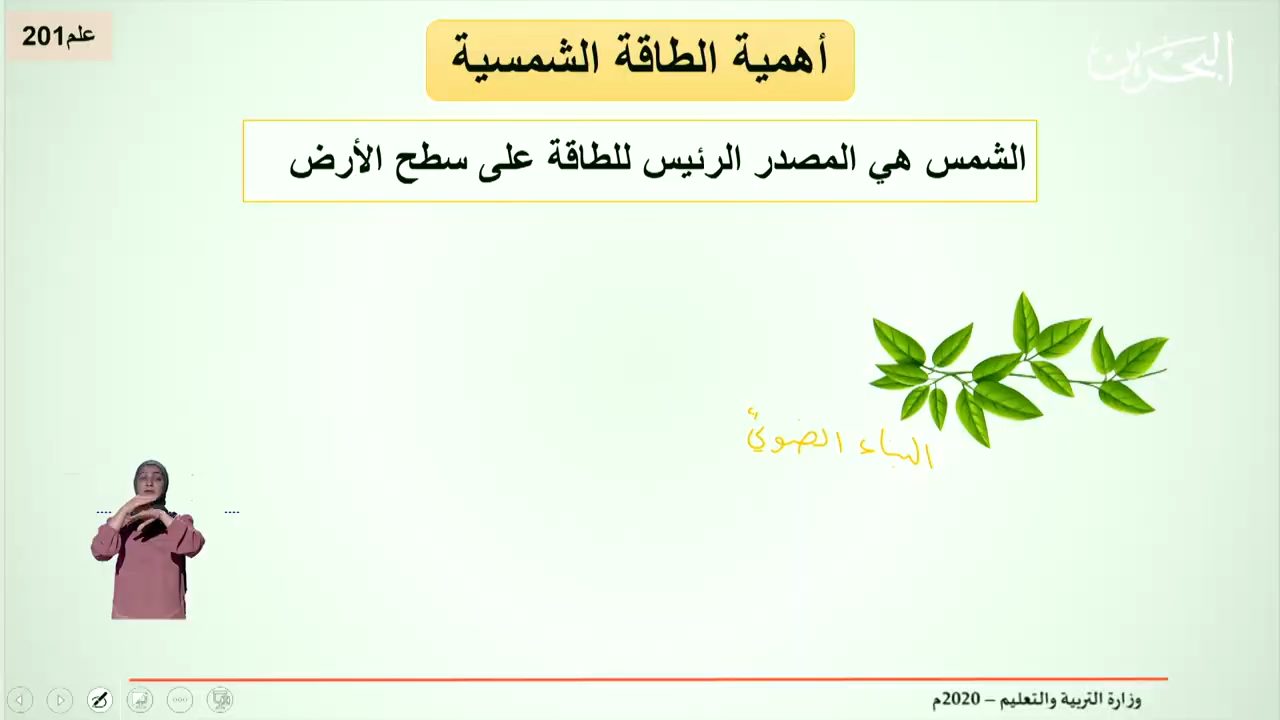 علم201
أهمية الطاقة الشمسية
البحرين
الشمس هي المصدر الرئيس للطاقة على سطح الأرض
البناء الضوئي
وزارة التربية والتعليم – 2020م